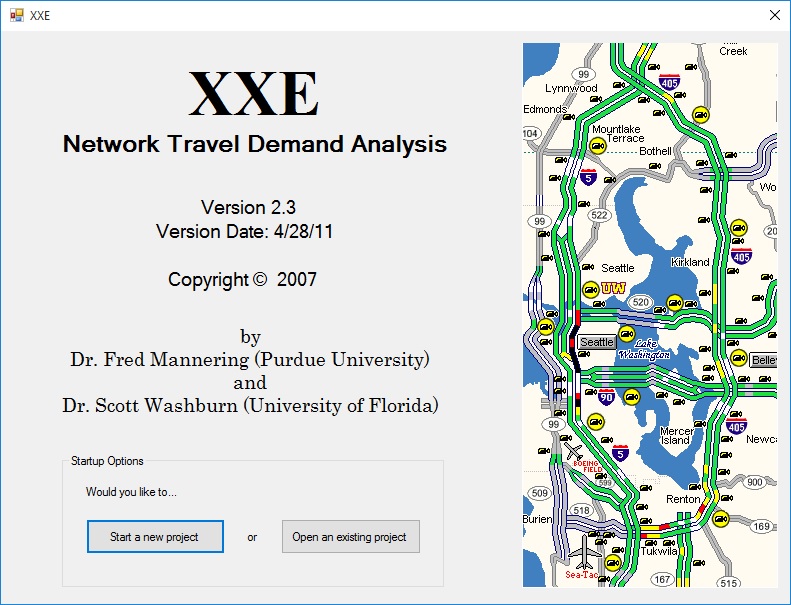 XXE
XXE
Network Travel Demand Analysis
Version 2.3
Version Date: 4/28/11
Copyright © 2007
by
Dr. Fred Mannering (Purdue University)
and
Dr. Scott Washburn (University of Florida)
Startup Options
Would you like to...
Start a new project
or
Open an existing project
Creek
99
405
Lynnwood
Edmonds
104
Mountlake
Terrace
Bothell
5
Wo
99
522
20
Seattle
Kirkland
405
UW
520
Seattle
Lake
Washington
Belle
90
99
Mercer
Island
405
5
Newc
BOEING
FIELD
599
900
509
Renton
518
Burien
169
Tukwila
Sea-Tac
167
515